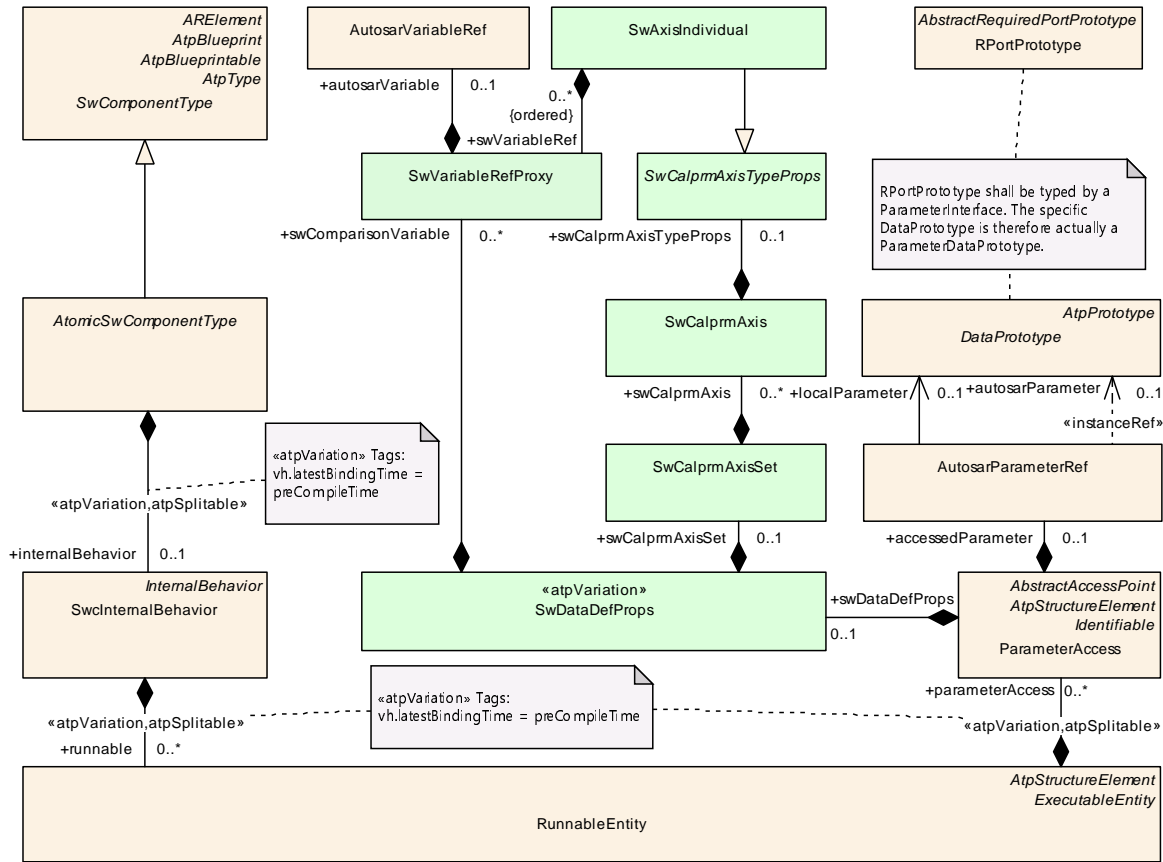 ARElement
AtpBlueprint
AtpBlueprintable
AtpType
SwComponentType
AutosarVariableRef
SwAxisIndividual
AbstractRequiredPortPrototype
RPortPrototype
+autosarVariable 0..1
0..*
{ordered}
+swVariableRef
SwVariableRefProxy
SwCalprmAxisTypeProps
RPortPrototype shall be typed by a
ParameterInterface. The specific
DataPrototype is therefore actually a
ParameterDataPrototype.
+swComparisonVariable 0..*
+swCalprmAxisTypeProps 0..1
AtomicSwComponentType
SwCalprmAxis
AtpPrototype
DataPrototype
+swCalprmAxis 0..*
+localParameter 0..1
+autosarParameter 0..1
«instanceRef»
«atpVariation» Tags:
vh.latestBindingTime =
preCompileTime
«atpVariation,atpSplitable»
SwCalprmAxisSet
AutosarParameterRef
+internalBehavior 0..1
+swCalprmAxisSet 0..1
+accessedParameter 0..1
InternalBehavior
SwcInternalBehavior
«atpVariation»
SwDataDefProps
+swDataDefProps
0..1
AbstractAccessPoint
AtpStructureElement
Identifiable
ParameterAccess
«atpVariation» Tags:
vh.latestBindingTime = preCompileTime
+parameterAccess 0..*
«atpVariation,atpSplitable»
«atpVariation,atpSplitable»
+runnable 0..*
AtpStructureElement
ExecutableEntity
RunnableEntity